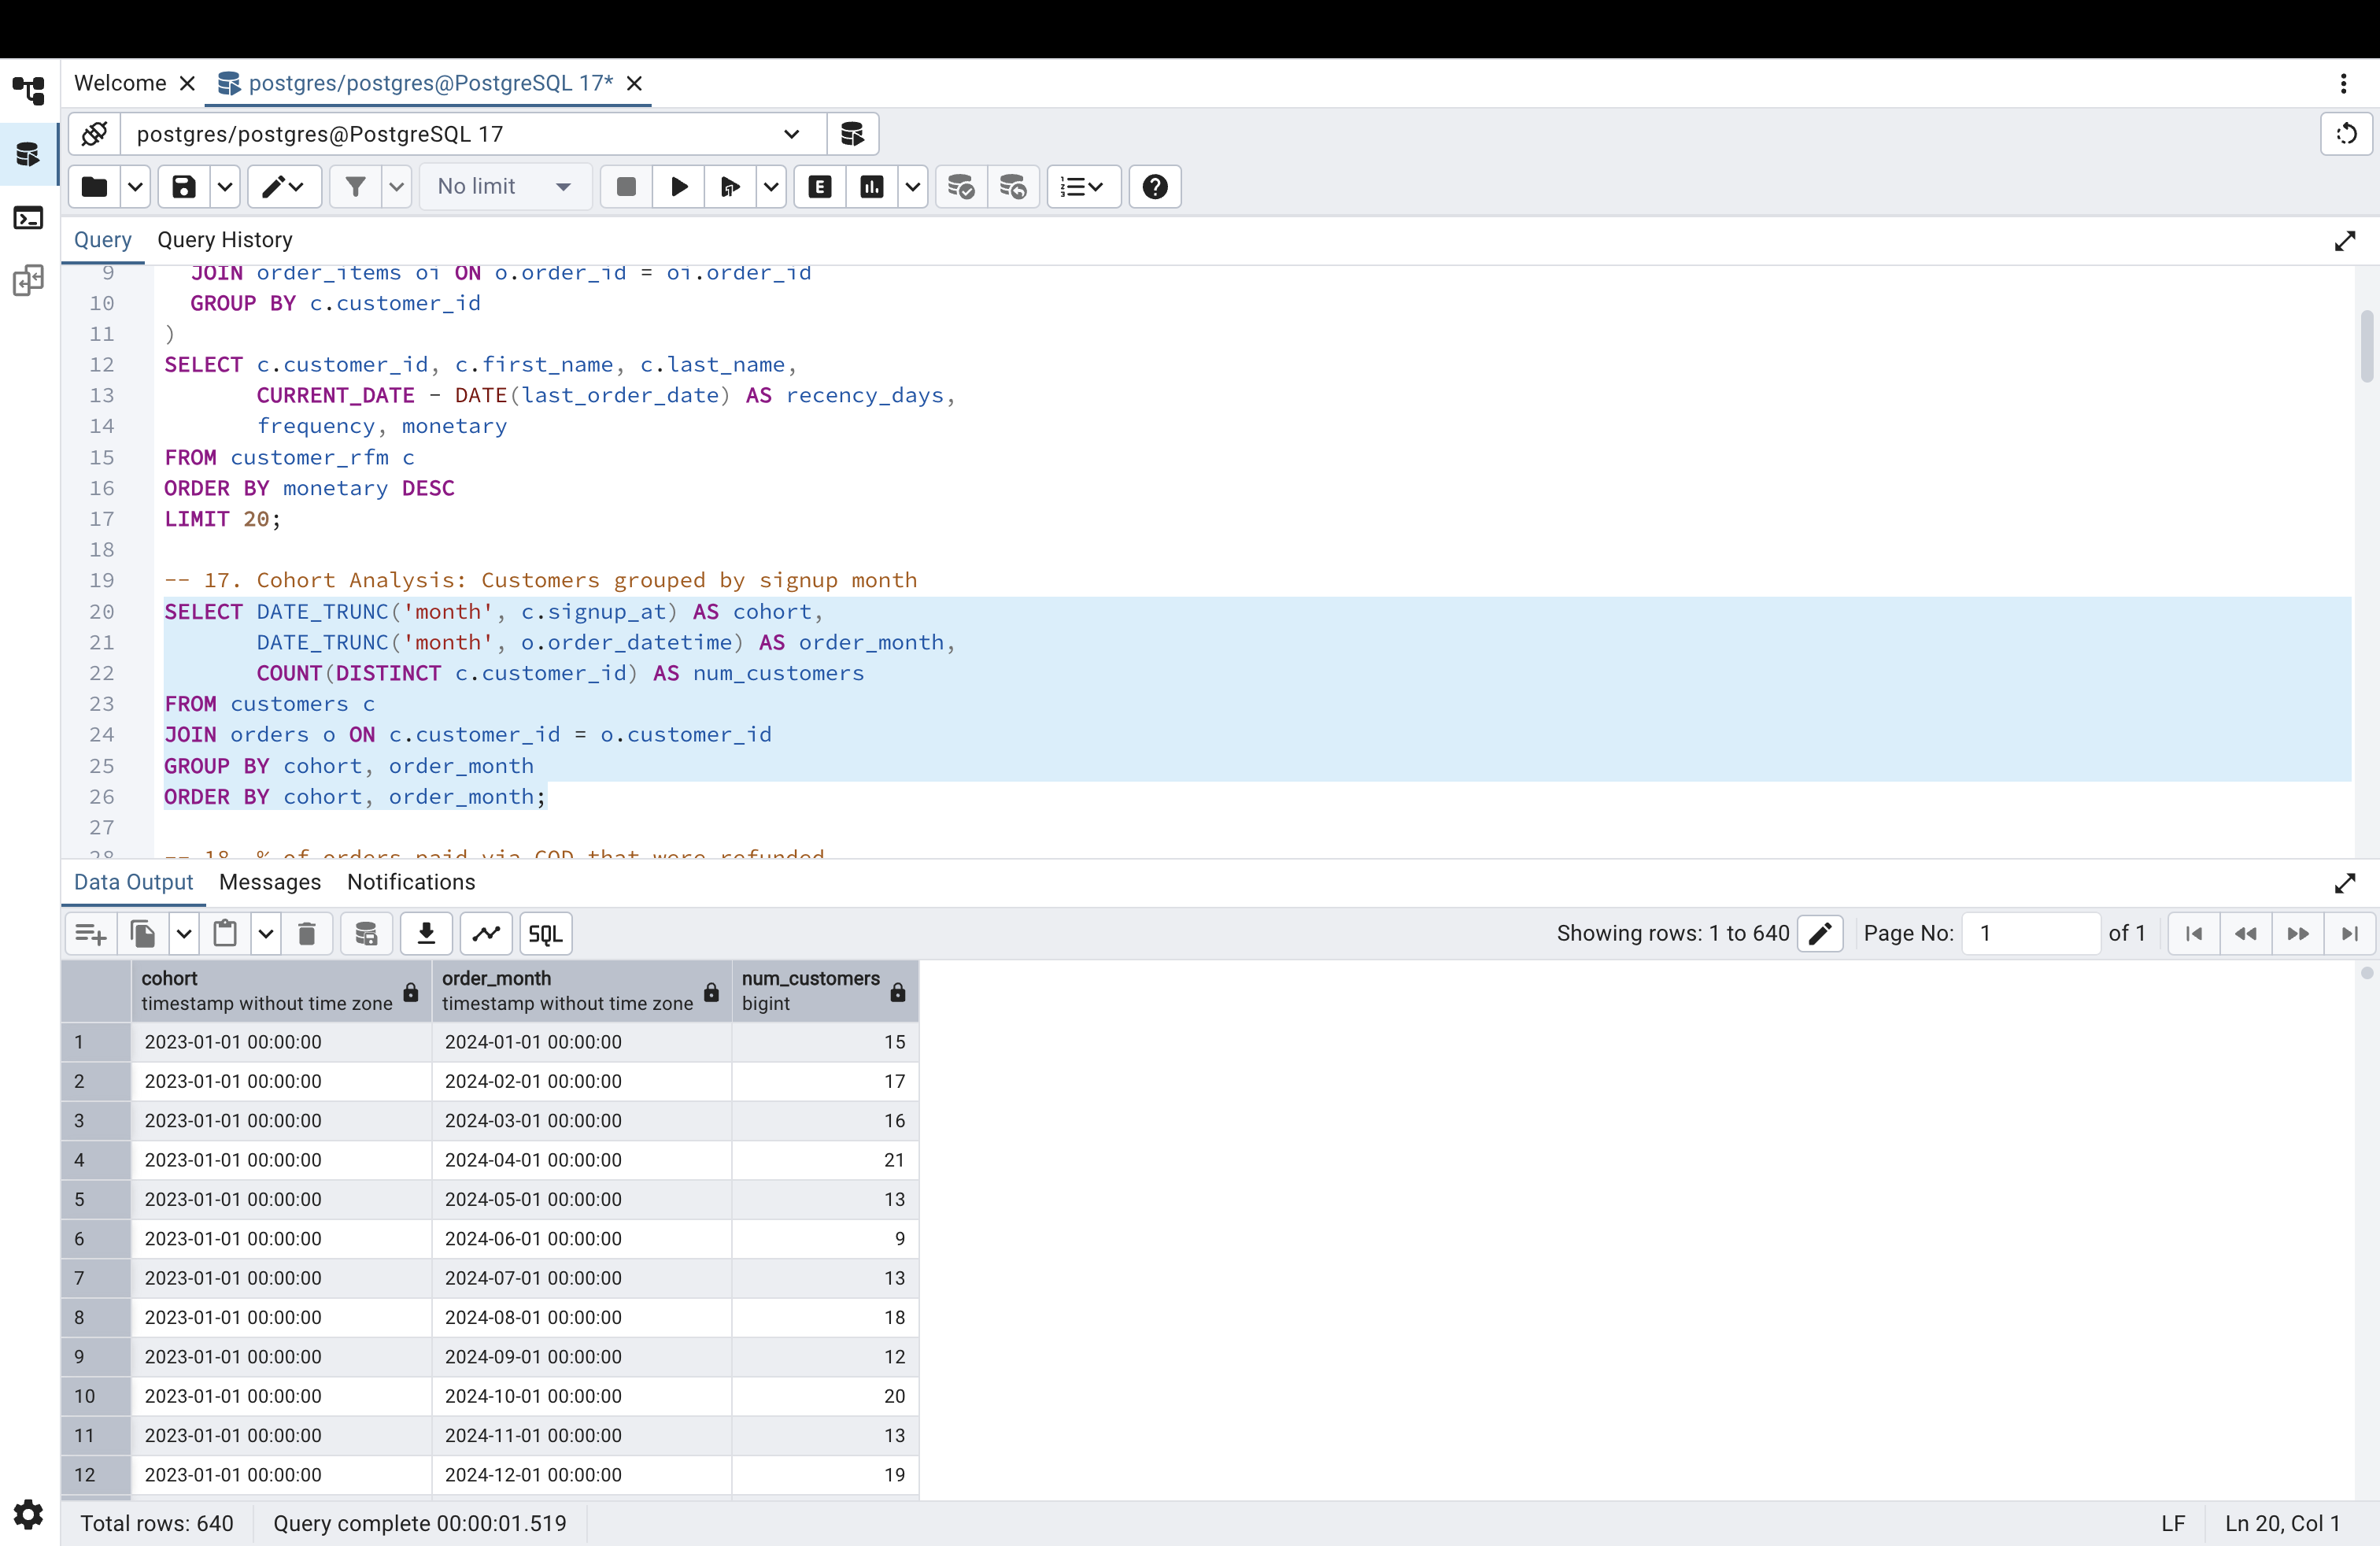 Welcome
postgres/postgres@PostgreSQL 17*
postgres/postgres@PostgreSQL 17
No limit
E
Query Query History
9 JOIN order_items oi ON o.order_id = oi.order_id
10 GROUP BY c.customer_id
11 )
12 SELECT c.customer_id, c.first_name, c.last_name,
13 CURRENT_DATE - DATE(last_order_date) AS recency_days,
14 frequency, monetary
15 FROM customer_rfm c
16 ORDER BY monetary DESC
17 LIMIT 20;
18
19 -- 17. Cohort Analysis: Customers grouped by signup month
20 SELECT DATE_TRUNC('month', c.signup_at) AS cohort,
21 DATE_TRUNC('month', o.order_datetime) AS order_month,
22 COUNT(DISTINCT c.customer_id) AS num_customers
23 FROM customers c
24 JOIN orders o ON c.customer_id = o.customer_id
25 GROUP BY cohort, order_month
26 ORDER BY cohort, order_month;
27
28 -- 18. % of orders paid via COD that were refunded
Data Output Messages Notifications
SQL Showing rows: 1 to 640 Page No: 1 of 1
cohort order_month num_customers
timestamp without time zone timestamp without time zone bigint
1 2023-01-01 00:00:00 2024-01-01 00:00:00 15
2 2023-01-01 00:00:00 2024-02-01 00:00:00 17
3 2023-01-01 00:00:00 2024-03-01 00:00:00 16
4 2023-01-01 00:00:00 2024-04-01 00:00:00 21
5 2023-01-01 00:00:00 2024-05-01 00:00:00 13
6 2023-01-01 00:00:00 2024-06-01 00:00:00 9
7 2023-01-01 00:00:00 2024-07-01 00:00:00 13
8 2023-01-01 00:00:00 2024-08-01 00:00:00 18
9 2023-01-01 00:00:00 2024-09-01 00:00:00 12
10 2023-01-01 00:00:00 2024-10-01 00:00:00 20
11 2023-01-01 00:00:00 2024-11-01 00:00:00 13
12 2023-01-01 00:00:00 2024-12-01 00:00:00 19
Total rows: 640 Query complete 00:00:01.519 LF Ln 20, Col 1